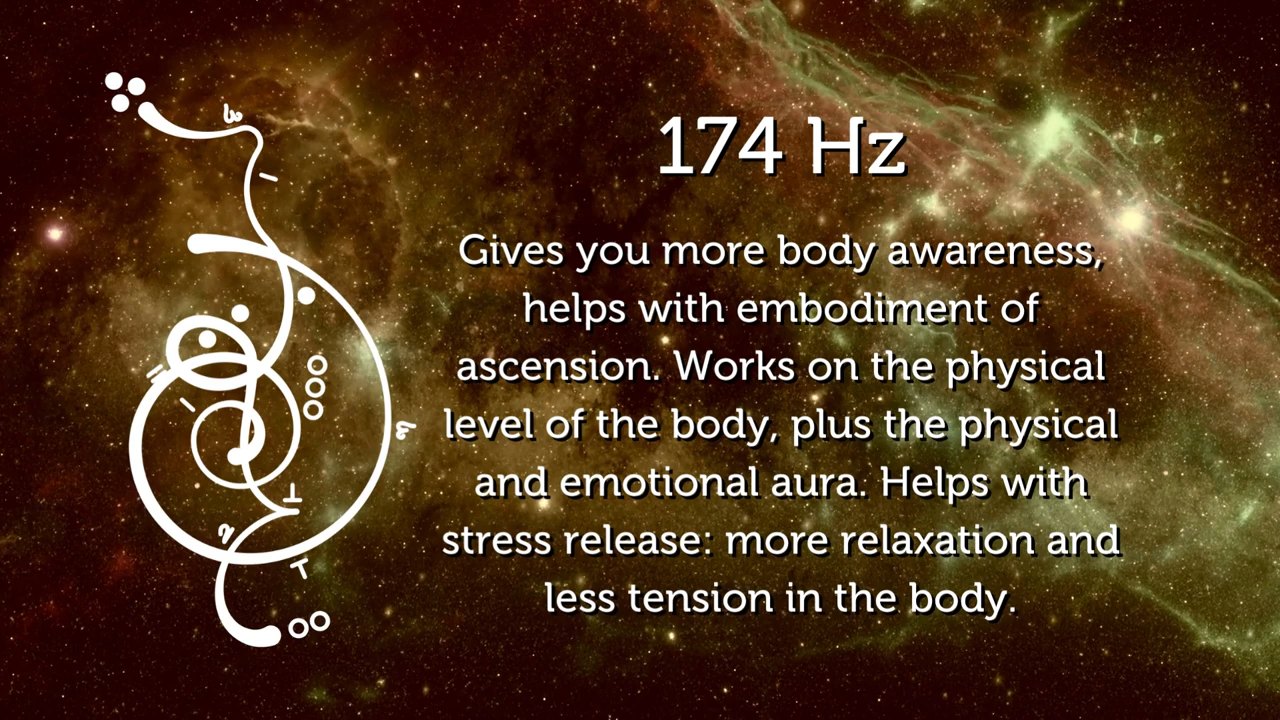 174 Hz
Gives you more body awareness,
helps with embodiment of
ascension. Works on the physical
level of the body, plus the physical
and emotional aura. Helps with
stress release: more relaxation and
less tension in the body.